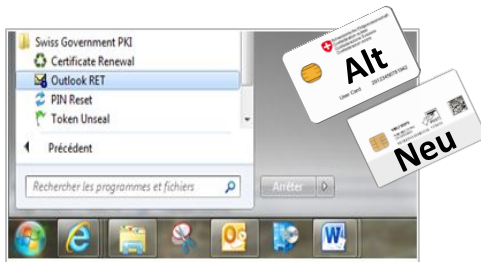 Swiss Government PKI
Certificate Renewal
Outlook RET
PIN Reset
Token Unseal
Précédent
Rechercher les programmes et fichiers
Arrêter
Alt
User Card
Neu